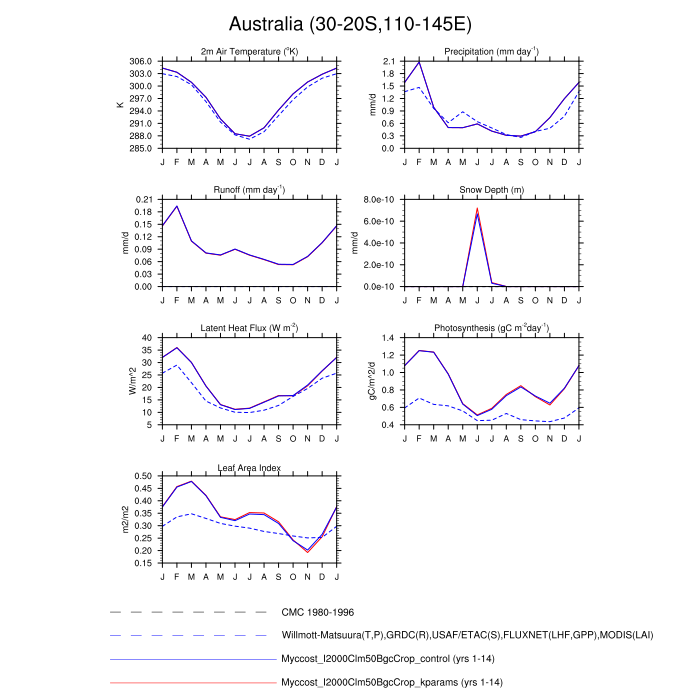 Australia (30-20S,110-145E)
2m Air Temperature (°K)
K
306.0
303.0
300.0
297.0
294.0
291.0
288.0
285.0
J F M A M J J A S O N D J
Precipitation (mm day⁻¹)
mm/d
2.1
1.8
1.5
1.2
0.9
0.6
0.3
0.0
J F M A M J J A S O N D J
Runoff (mm day⁻¹)
mm/d
0.21
0.18
0.15
0.12
0.09
0.06
0.03
0.00
J F M A M J J A S O N D J
Snow Depth (m)
mm/d
8.0e-10
6.0e-10
4.0e-10
2.0e-10
0.0e-10
J F M A M J J A S O N D J
Latent Heat Flux (W m⁻²)
W/m^2
40
35
30
25
20
15
10
5
J F M A M J J A S O N D J
Photosynthesis (gC m⁻²day⁻¹)
gC/m^2/d
1.4
1.2
1.0
0.8
0.6
0.4
J F M A M J J A S O N D J
Leaf Area Index
m2/m2
0.50
0.45
0.40
0.35
0.30
0.25
0.20
0.15
J F M A M J J A S O N D J
CMC 1980-1996
Willmott-Matsuura(T,P),GRDC(R),USAF/ETAC(S),FLUXNET(LHF,GPP),MODIS(LAI)
Myccost_I2000Clm50BgcCrop_control (yrs 1-14)
Myccost_I2000Clm50BgcCrop_kparams (yrs 1-14)